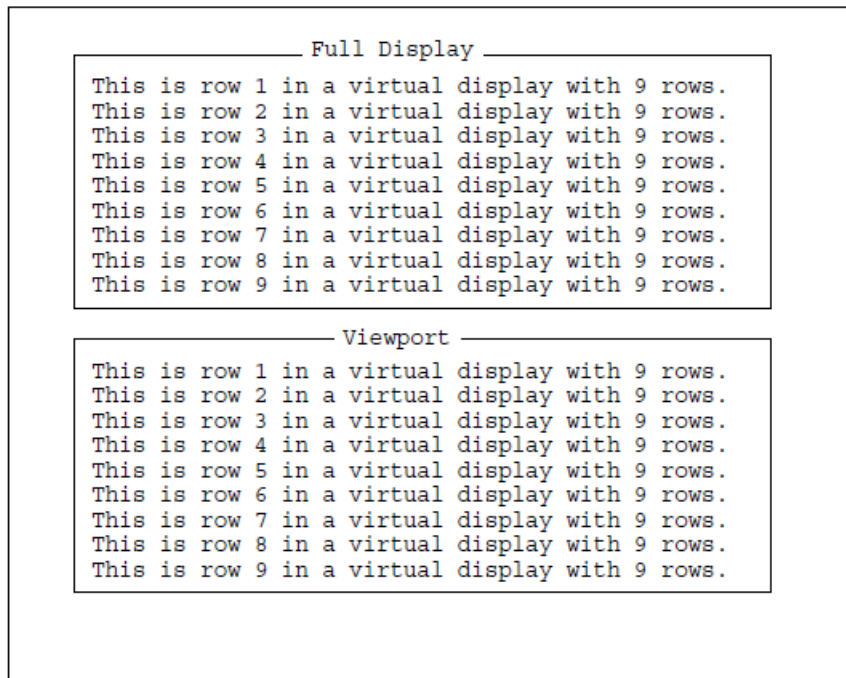 Full Display
This is row 1 in a virtual display with 9 rows.
This is row 2 in a virtual display with 9 rows.
This is row 3 in a virtual display with 9 rows.
This is row 4 in a virtual display with 9 rows.
This is row 5 in a virtual display with 9 rows.
This is row 6 in a virtual display with 9 rows.
This is row 7 in a virtual display with 9 rows.
This is row 8 in a virtual display with 9 rows.
This is row 9 in a virtual display with 9 rows.
Viewport
This is row 1 in a virtual display with 9 rows.
This is row 2 in a virtual display with 9 rows.
This is row 3 in a virtual display with 9 rows.
This is row 4 in a virtual display with 9 rows.
This is row 5 in a virtual display with 9 rows.
This is row 6 in a virtual display with 9 rows.
This is row 7 in a virtual display with 9 rows.
This is row 8 in a virtual display with 9 rows.
This is row 9 in a virtual display with 9 rows.